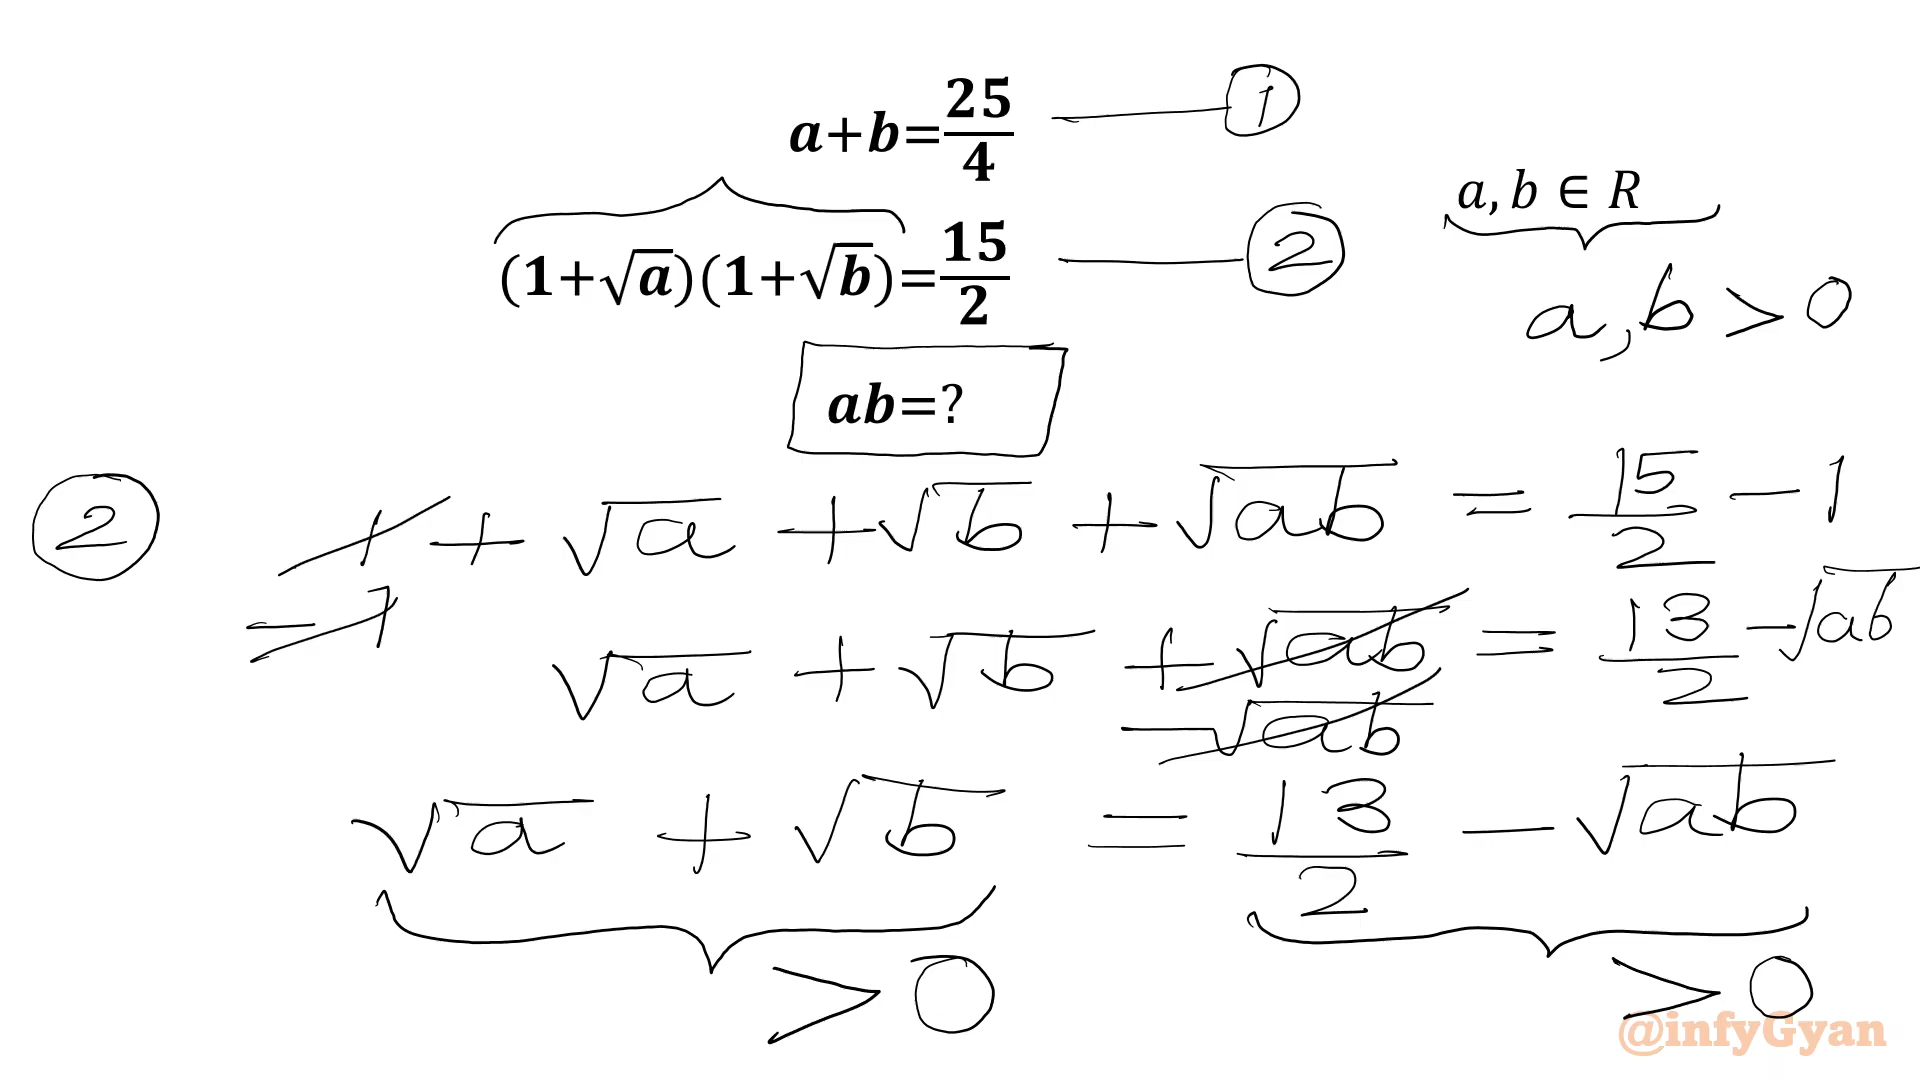 a+b=25/4 —— ①
a, b ∈ R
(1+√a)(1+√b)=15/2 —— ②
a, b > 0
ab=?
② 1 + √a + √b + √ab = 15/2 − 1
− 1
√a + √b + √ab = 13/2 − √ab
− √ab
√a + √b = 13/2 − √ab
> 0 > 0
@infyGyan